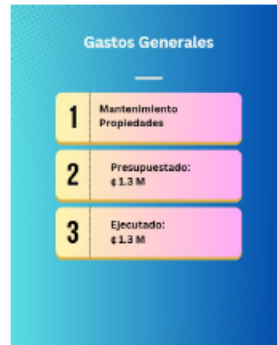 Gastos Generales
1
Mantenimiento
Propiedades
2
Presupuestado:
¢ 1.3 M
3
Ejecutado:
¢ 1.3 M